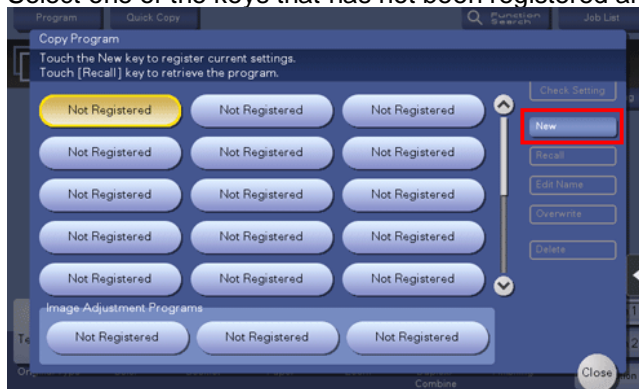 Select one of the keys that has not been registered an
Program Quick Copy Function Search Job List
Copy Program
Touch the New key to register current settings.
Touch [Recall] key to retrieve the program.
Check Setting
Not Registered Not Registered Not Registered
New
Not Registered Not Registered Not Registered
Recall
Edit Name
Not Registered Not Registered Not Registered
Overwrite
Not Registered Not Registered Not Registered
Delete
Not Registered Not Registered Not Registered
Image Adjustment Programs
Not Registered Not Registered Not Registered
Close
Combine